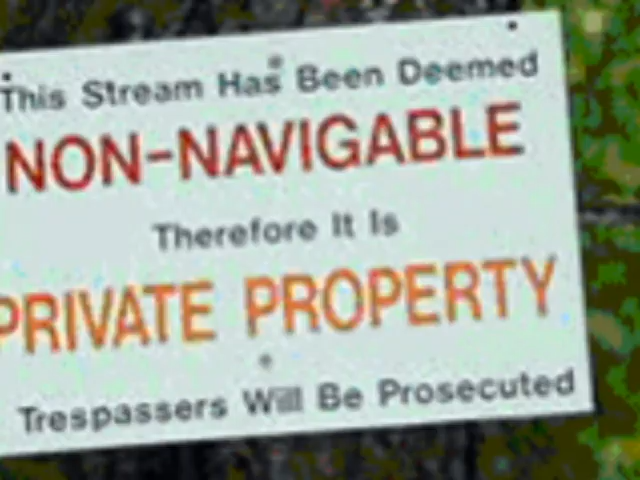 This Stream Has Been Deemed
NON-NAVIGABLE
Therefore It Is
PRIVATE PROPERTY
Trespassers Will Be Prosecuted